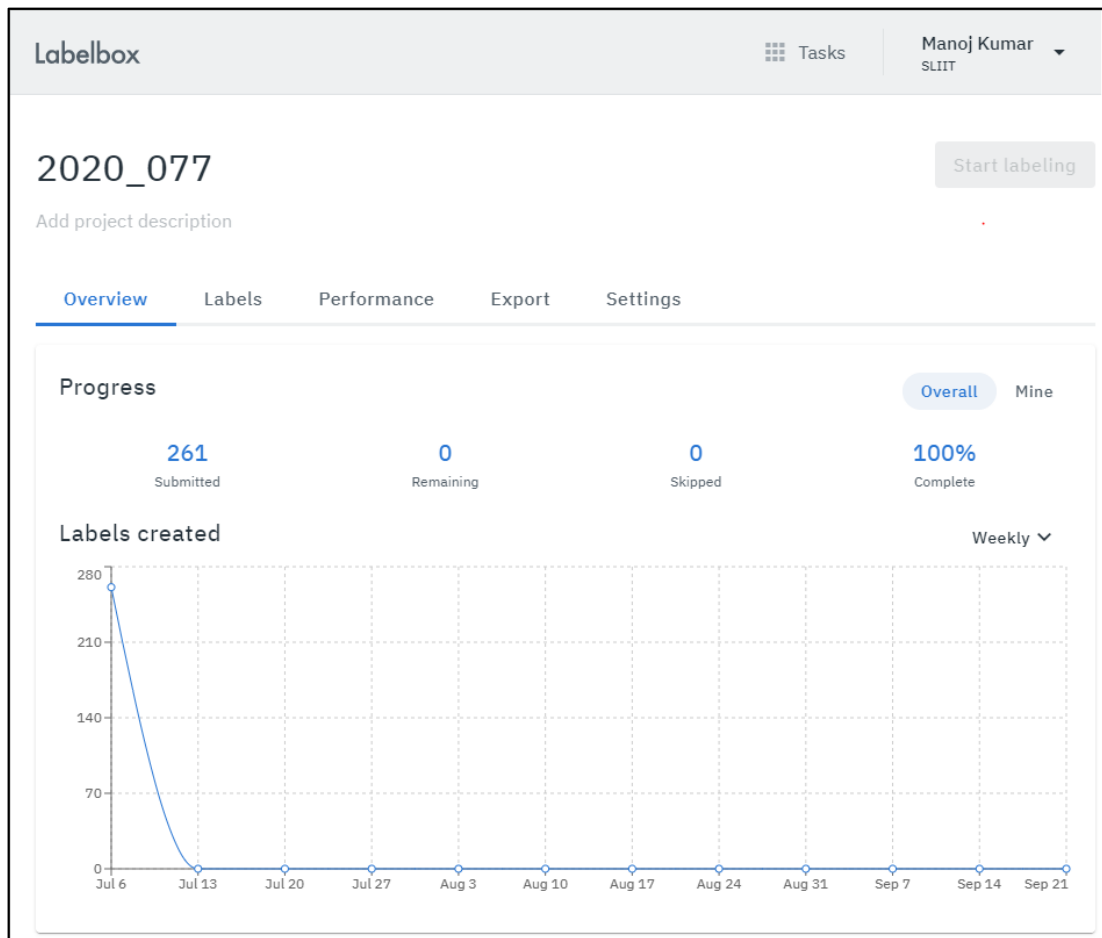 Labelbox
Tasks
Manoj Kumar
SLIIT
2020_077
Start labeling
Add project description
Overview Labels Performance Export Settings
Progress
Overall Mine
261 0 0 100%
Submitted Remaining Skipped Complete
Labels created
Weekly
280
210
140
70
0
Jul 6 Jul 13 Jul 20 Jul 27 Aug 3 Aug 10 Aug 17 Aug 24 Aug 31 Sep 7 Sep 14 Sep 21